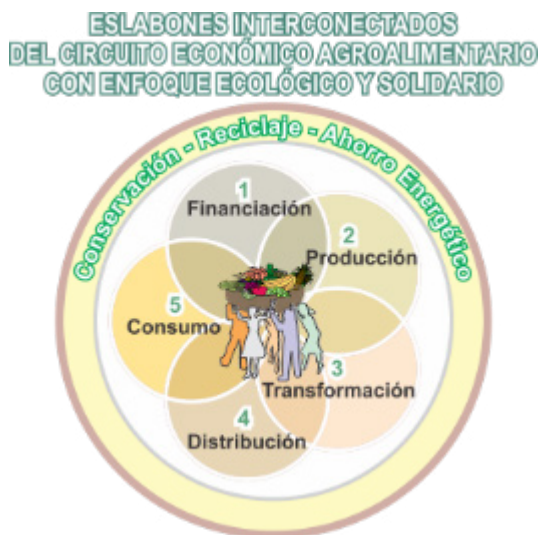 ESLABONES INTERCONECTADOS
DEL CIRCUITO ECONÓMICO AGROALIMENTARIO
CON ENFOQUE ECOLÓGICO Y SOLIDARIO
Conservación - Reciclaje - Ahorro Energético
1
Financiación
2
Producción
3
Transformación
4
Distribución
5
Consumo